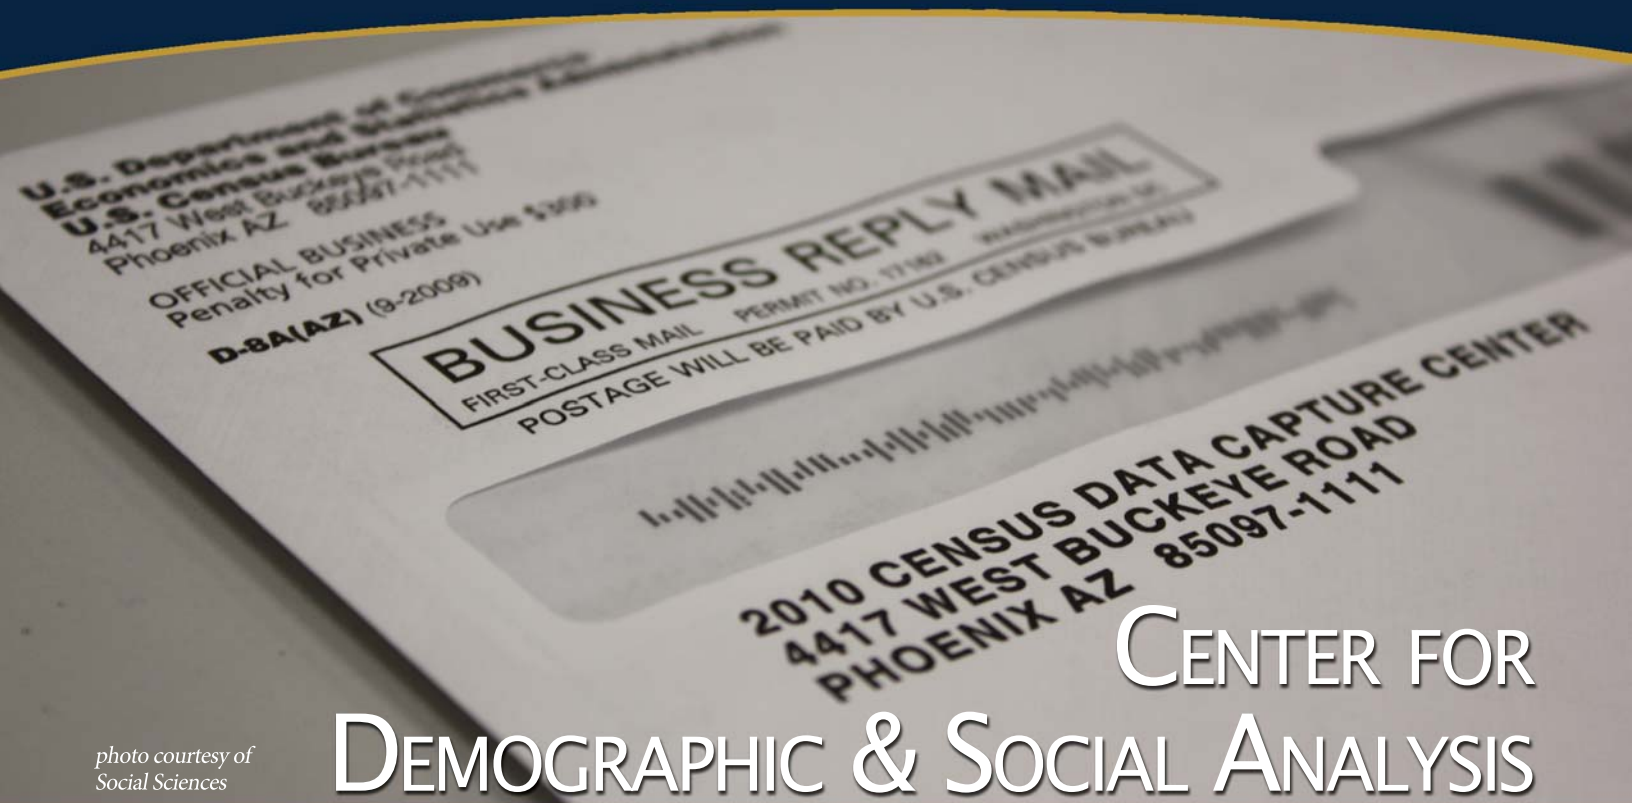 U.S. Department of Commerce
Economics and Statistics Administration
U.S. Census Bureau
4417 West Buckeye Road
Phoenix AZ 85097-1111
OFFICIAL BUSINESS
Penalty for Private Use $300
D-8A(AZ) (9-2009)
BUSINESS REPLY MAIL
FIRST-CLASS MAIL PERMIT NO. 17182 WASHINGTON DC
POSTAGE WILL BE PAID BY U.S. CENSUS BUREAU
2010 CENSUS DATA CAPTURE CENTER
4417 WEST BUCKEYE ROAD
PHOENIX AZ 85097-1111
CENTER FOR
DEMOGRAPHIC & SOCIAL ANALYSIS
photo courtesy of
Social Sciences